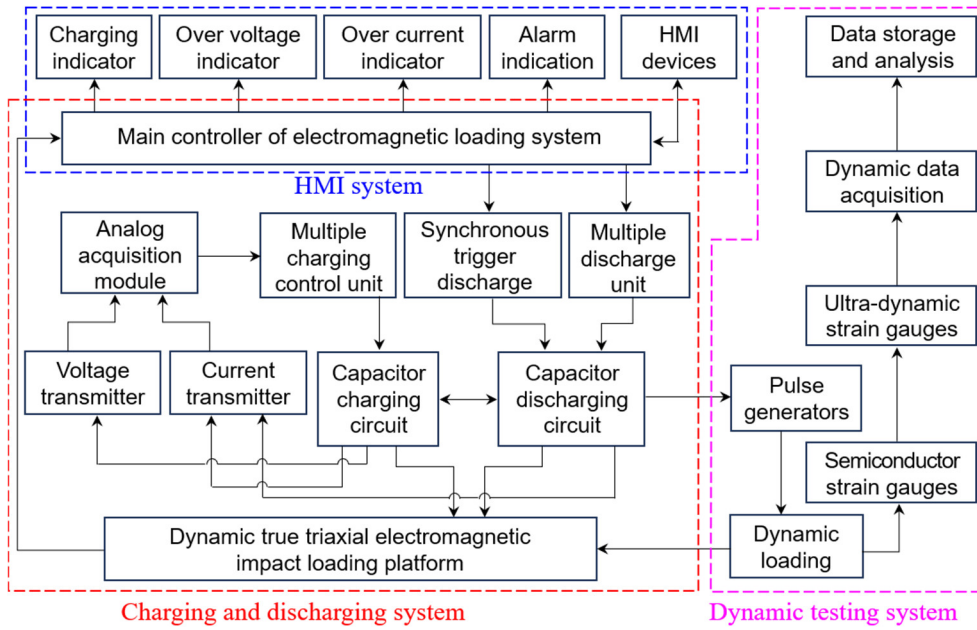 Charging
indicator
Over voltage
indicator
Over current
indicator
Alarm
indication
HMI
devices
Main controller of electromagnetic loading system
HMI system
Analog
acquisition
module
Multiple
charging
control unit
Synchronous
trigger
discharge
Multiple
discharge
unit
Voltage
transmitter
Current
transmitter
Capacitor
charging
circuit
Capacitor
discharging
circuit
Dynamic true triaxial electromagnetic
impact loading platform
Charging and discharging system
Data storage
and analysis
Dynamic data
acquisition
Ultra-dynamic
strain gauges
Pulse
generators
Semiconductor
strain gauges
Dynamic
loading
Dynamic testing system